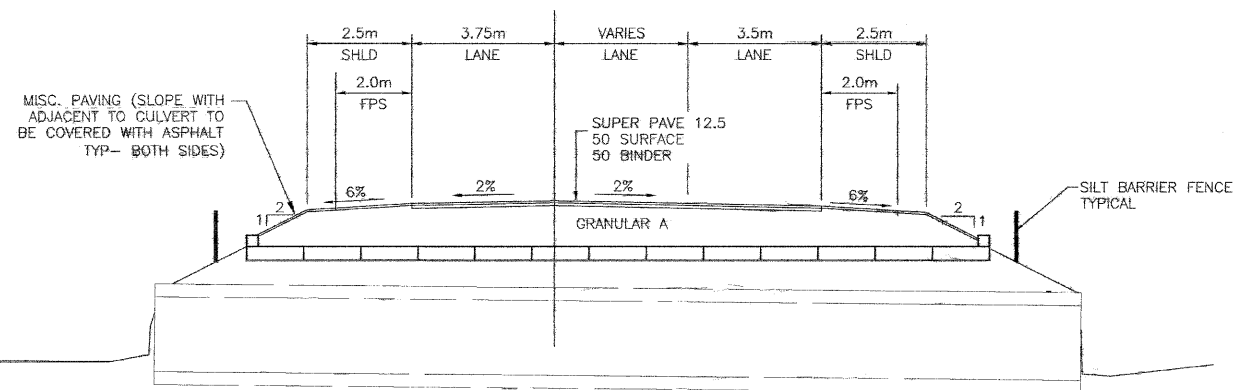 2.5m 3.75m VARIES 3.5m 2.5m
SHLD LANE LANE LANE SHLD
2.0m 2.0m
FPS FPS
MISC. PAVING (SLOPE WITH
ADJACENT TO CULVERT TO
BE COVERED WITH ASPHALT
TYP- BOTH SIDES)
SUPER PAVE 12.5
50 SURFACE
50 BINDER
6% 2% 2% 6%
SILT BARRIER FENCE
TYPICAL
2 2
1 1
GRANULAR A